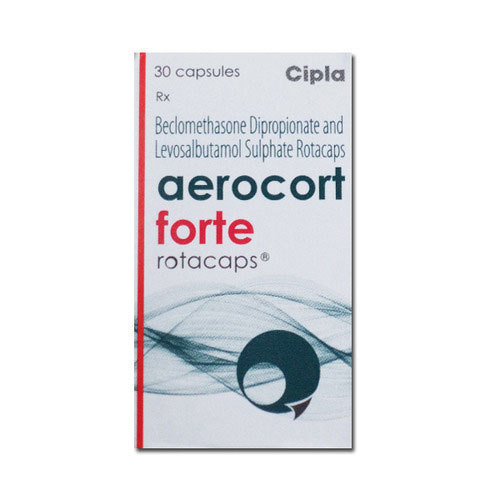 30 capsules Cipla
Rx
Beclomethasone Dipropionate and
Levosalbutamol Sulphate Rotacaps
aerocort
forte
rotacaps®